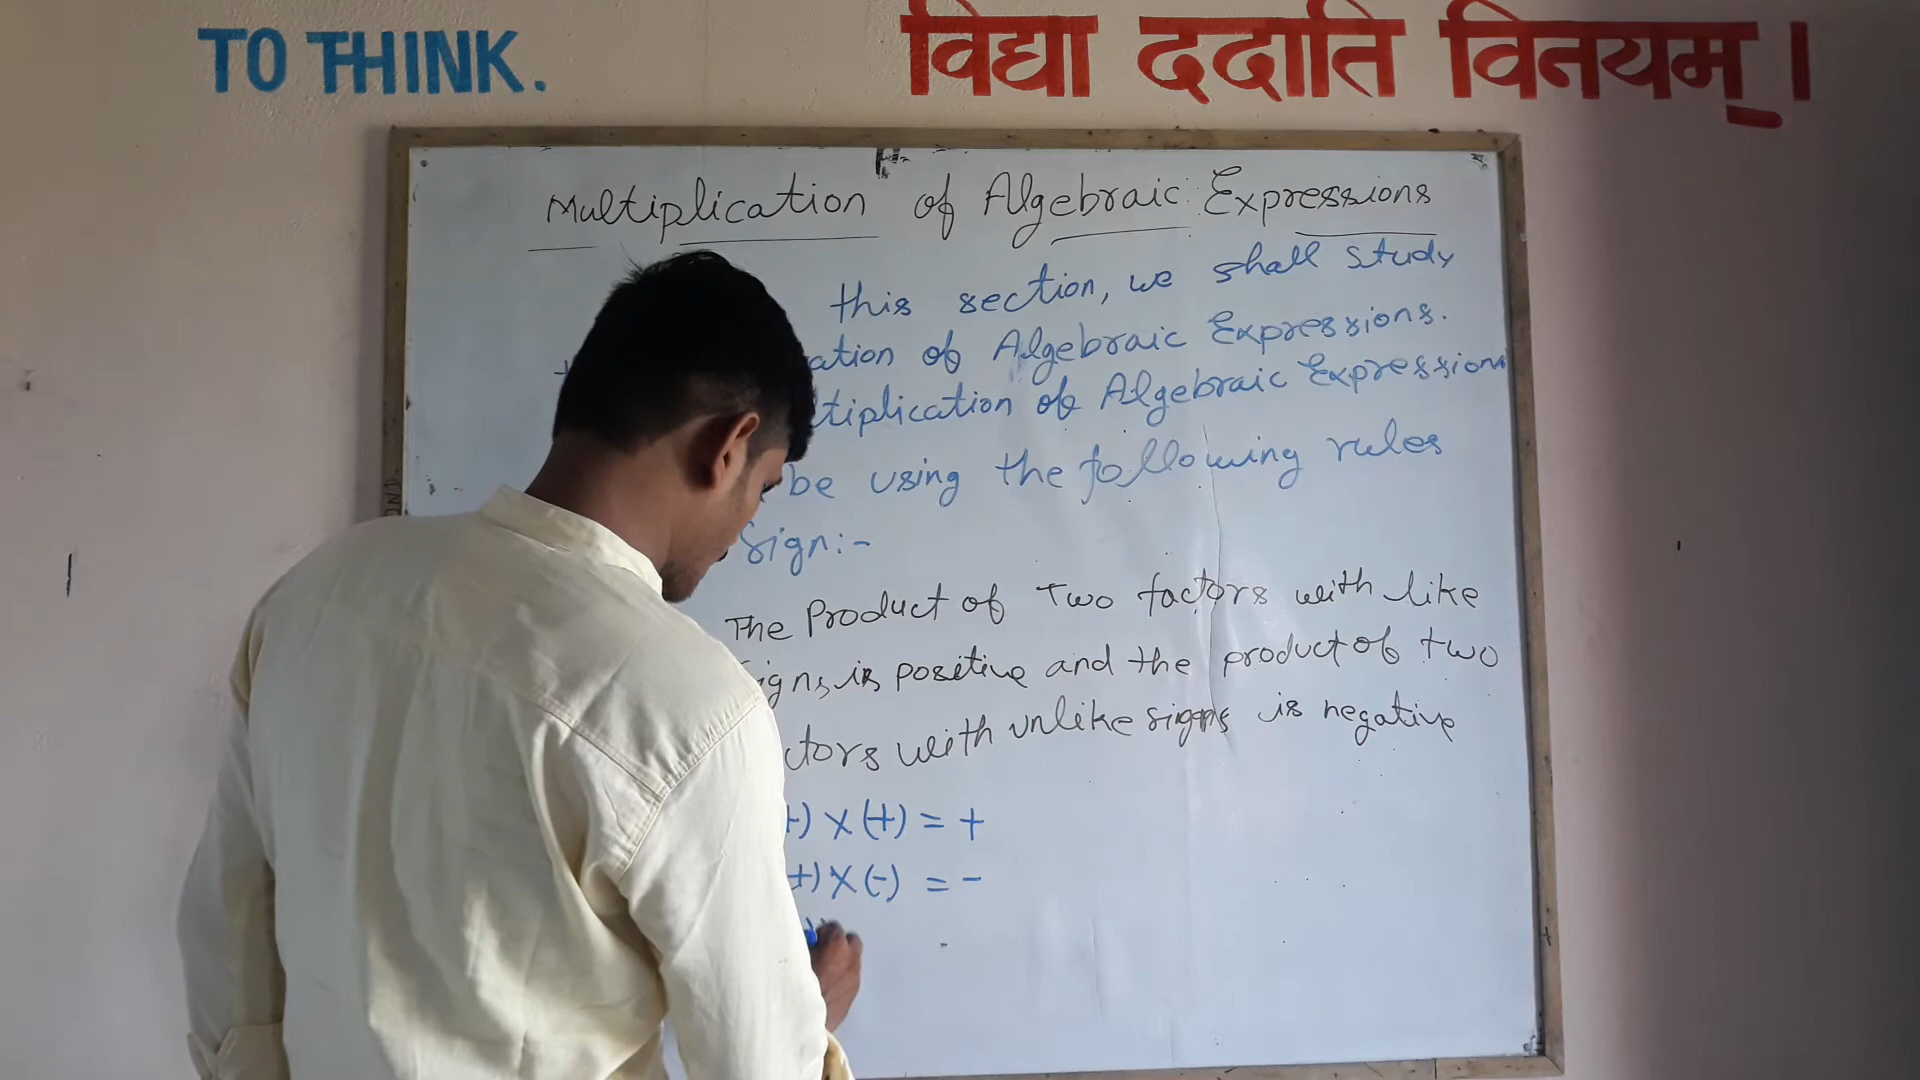 TO THINK.
विद्या ददाति विनयम् ।
Multiplication of Algebraic Expressions
this section, we shall study
ation of Algebraic Expressions.
tiplication of Algebraic Expressions
be using the following rules
Sign:-
The Product of Two factors with like
igns, is positive and the product of two
ctors with unlike signs is negative
+) × (+) = +
+) × (-) = -